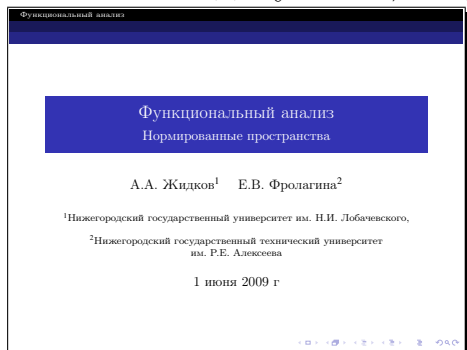 Функциональный анализ
Функциональный анализ
Нормированные пространства
А.А. Жидков¹ Е.В. Фролагина²
¹Нижегородский государственный университет им. Н.И. Лобачевского,
²Нижегородский государственный технический университет
им. Р.Е. Алексеева
1 июня 2009 г